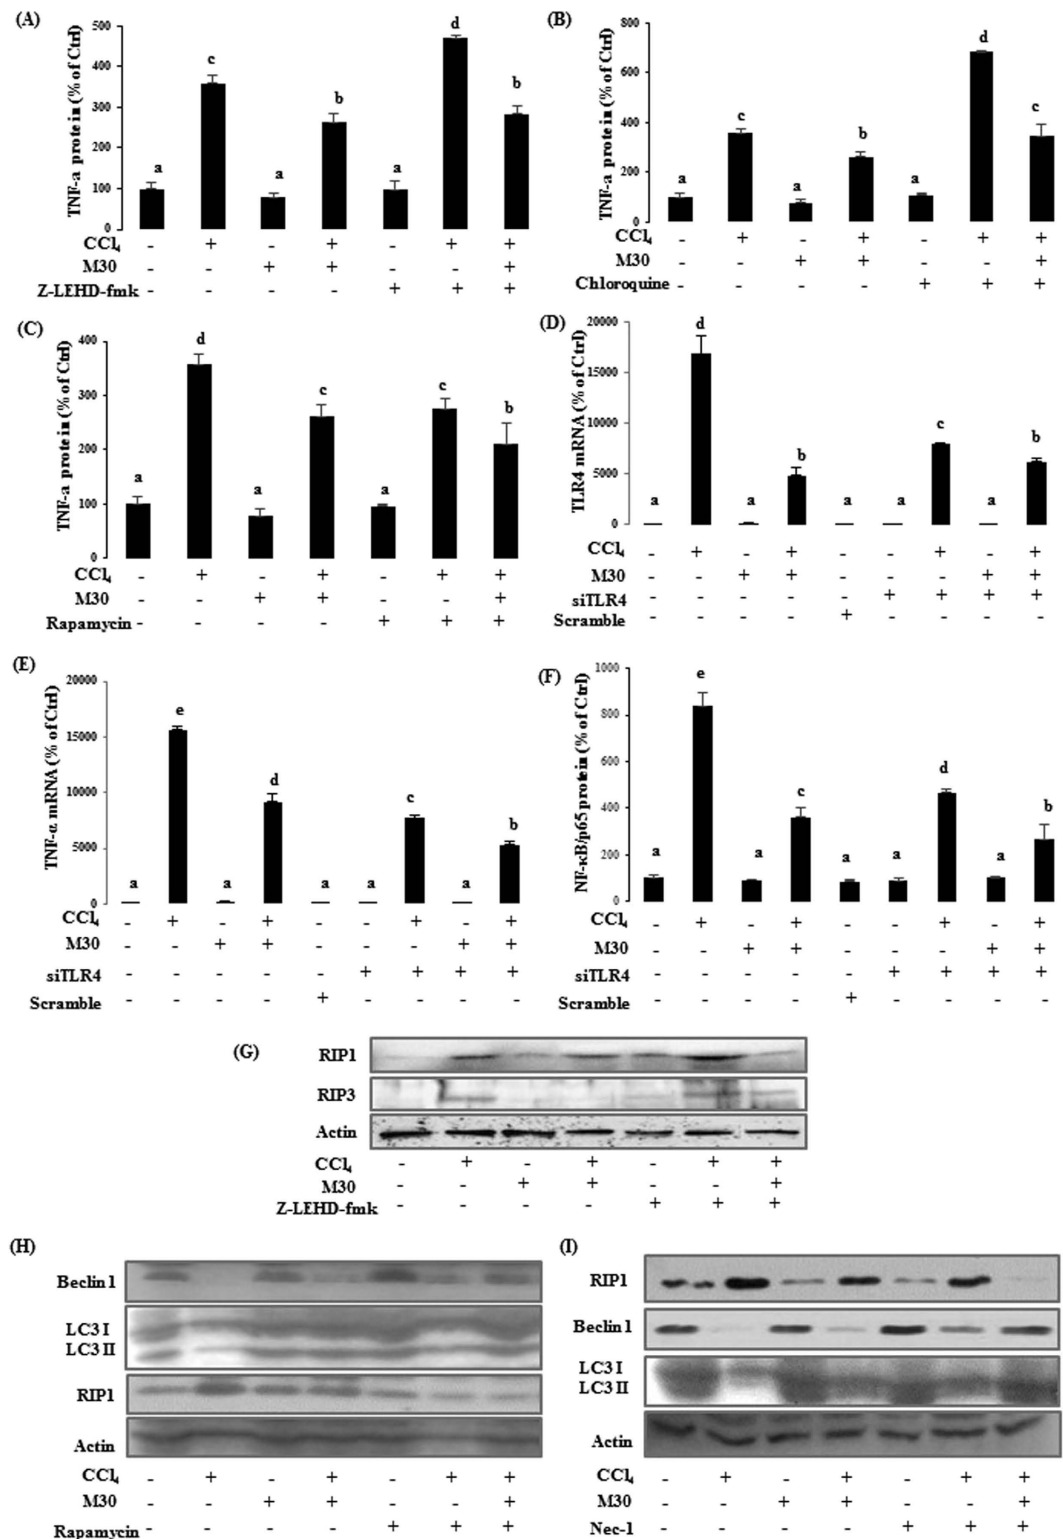 (A)
TNF-a protein (% of Ctrl)
500
400
300
200
100
0
a c a b a d b
CCl4 - + - + - + +
M30 - - + + - - +
Z-LEHD-fmk - - - - + + +
(B)
TNF-a protein (% of Ctrl)
800
600
400
200
0
a c a b a d c
CCl4 - + - + - + +
M30 - - + + - - +
Chloroquine - - - - + + +
(C)
TNF-a protein (% of Ctrl)
400
300
200
100
0
a d a c a c b
CCl4 - + - + - + +
M30 - - + + - - +
Rapamycin - - - - + + +
(D)
TLR4 mRNA (% of Ctrl)
20000
15000
10000
5000
0
a d a b a a c a b
CCl4 - + - + - - + - +
M30 - - + + - - - + +
siTLR4 - - - - - + + + +
Scramble - - - - + - - - -
(E)
TNF-α mRNA (% of Ctrl)
20000
15000
10000
5000
0
a e a d a a c a b
CCl4 - + - + - - + - +
M30 - - + + - - - + +
siTLR4 - - - - - + + + +
Scramble - - - - + - - - -
(F)
NF-κB/p65 protein (% of Ctrl)
1000
800
600
400
200
0
a e a c a a d a b
CCl4 - + - + - - + - +
M30 - - + + - - - + +
siTLR4 - - - - - + + + +
Scramble - - - - + - - - -
(G)
RIP1
RIP3
Actin
CCl4 - + - + - + +
M30 - - + + - - +
Z-LEHD-fmk - - - - + + +
(H)
Beclin1
LC3 I
LC3 II
RIP1
Actin
CCl4 - + - + - + +
M30 - - + + - - +
Rapamycin - - - - + + +
(I)
RIP1
Beclin1
LC3 I
LC3 II
Actin
CCl4 - + - + - + +
M30 - - + + - - +
Nec-1 - - - - + + +